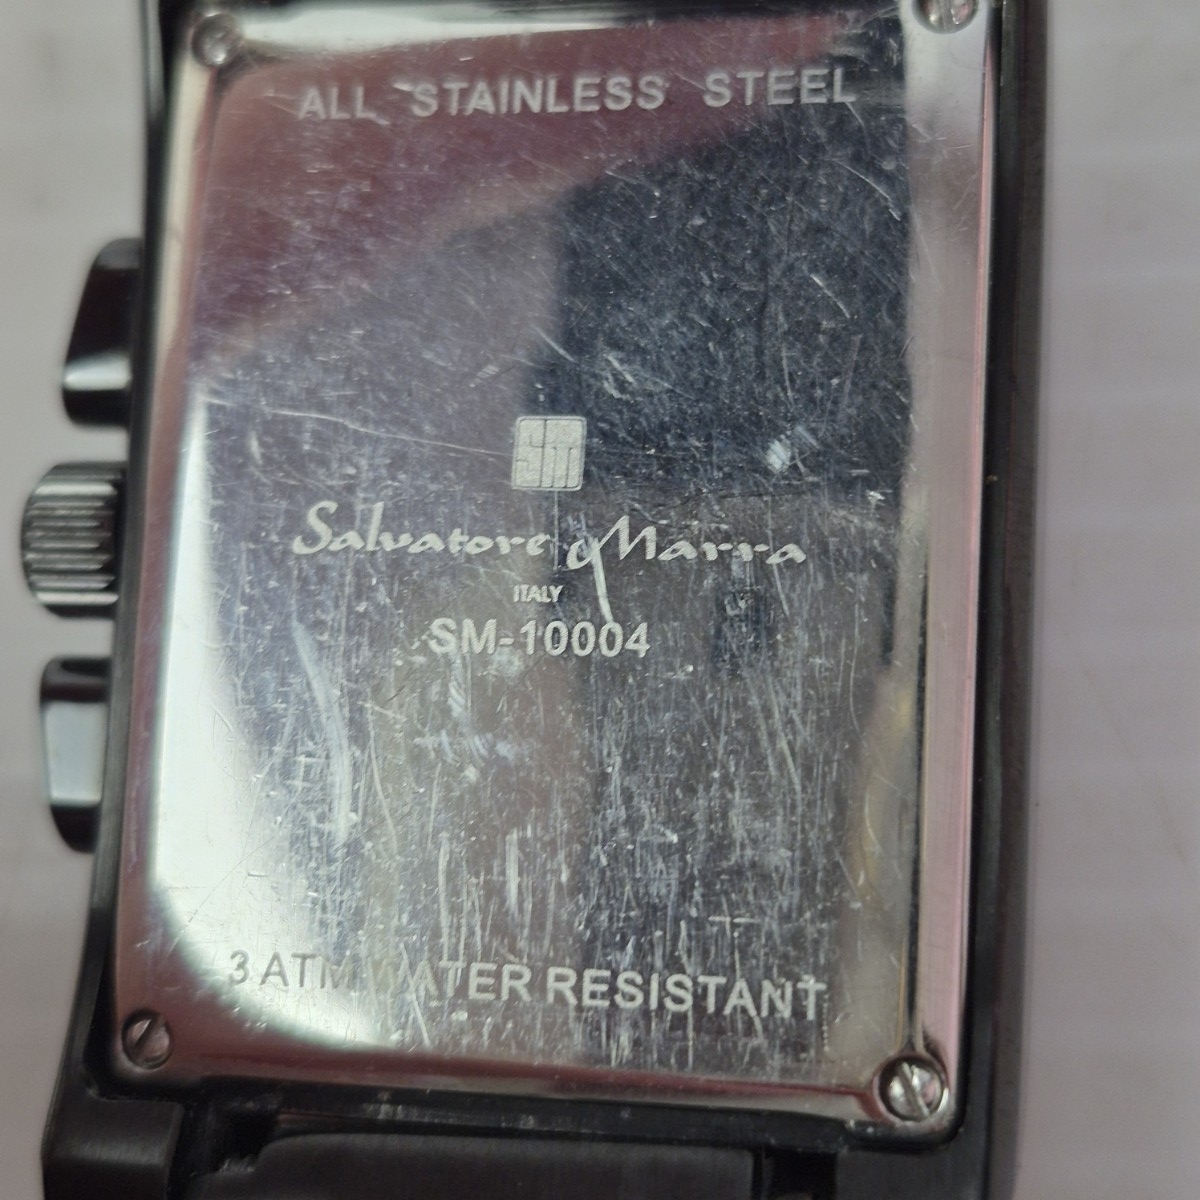 ALL STAINLESS STEEL
SM
Salvatore Marra
ITALY
SM-10004
3 ATM WATER RESISTANT